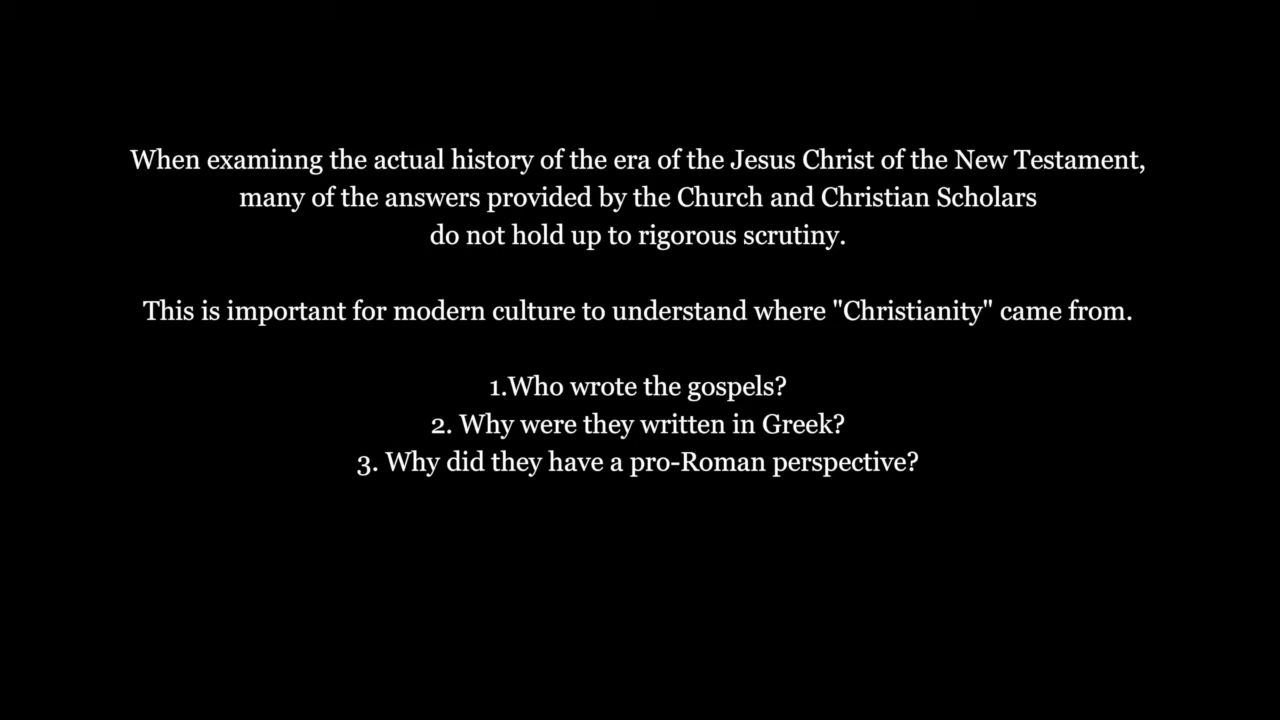 When examinng the actual history of the era of the Jesus Christ of the New Testament,
many of the answers provided by the Church and Christian Scholars
do not hold up to rigorous scrutiny.
This is important for modern culture to understand where "Christianity" came from.
1.Who wrote the gospels?
2. Why were they written in Greek?
3. Why did they have a pro-Roman perspective?